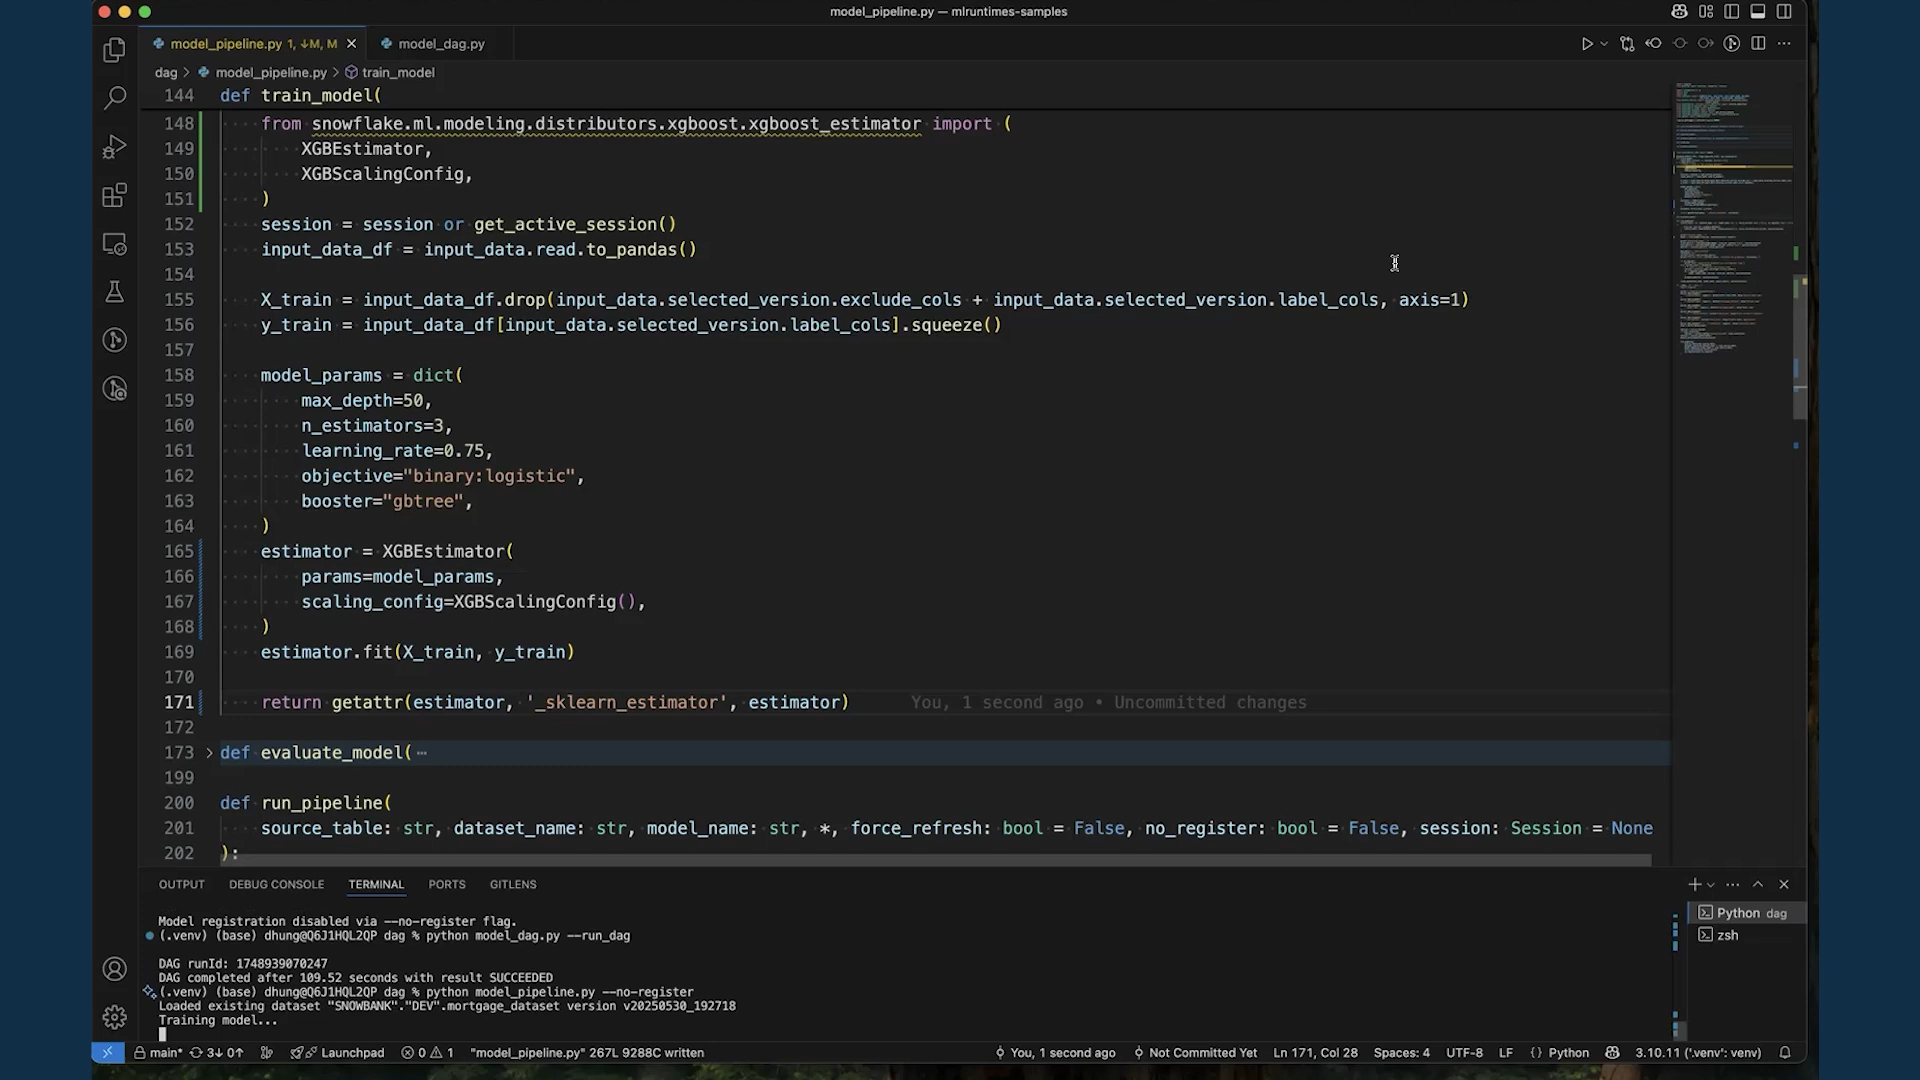 model_pipeline.py — mlruntimes-samples
model_pipeline.py 1, ↓M, M
model_dag.py
dag > model_pipeline.py > train_model
144 def train_model(
148 from snowflake.ml.modeling.distributors.xgboost.xgboost_estimator import (
149 XGBEstimator,
150 XGBScalingConfig,
151 )
152 session = session or get_active_session()
153 input_data_df = input_data.read.to_pandas()
154
155 X_train = input_data_df.drop(input_data.selected_version.exclude_cols + input_data.selected_version.label_cols, axis=1)
156 y_train = input_data_df[input_data.selected_version.label_cols].squeeze()
157
158 model_params = dict(
159 max_depth=50,
160 n_estimators=3,
161 learning_rate=0.75,
162 objective="binary:logistic",
163 booster="gbtree",
164 )
165 estimator = XGBEstimator(
166 params=model_params,
167 scaling_config=XGBScalingConfig(),
168 )
169 estimator.fit(X_train, y_train)
170
171 return getattr(estimator, '_sklearn_estimator', estimator) You, 1 second ago • Uncommitted changes
172
173 > def evaluate_model( ⋯
199
200 def run_pipeline(
201 source_table: str, dataset_name: str, model_name: str, *, force_refresh: bool = False, no_register: bool = False, session: Session = None
202 ):
OUTPUT DEBUG CONSOLE TERMINAL PORTS GITLENS
Model registration disabled via --no-register flag.
(.venv) (base) dhung@Q6J1HQL2QP dag % python model_dag.py --run_dag
DAG runId: 1748939070247
DAG completed after 109.52 seconds with result SUCCEEDED
(.venv) (base) dhung@Q6J1HQL2QP dag % python model_pipeline.py --no-register
Loaded existing dataset "SNOWBANK"."DEV".mortgage_dataset version v20250530_192718
Training model...
Python dag
zsh
main* 3↓ 0↑ Launchpad 0 1 "model_pipeline.py" 267L 9288C written You, 1 second ago Not Committed Yet Ln 171, Col 28 Spaces: 4 UTF-8 LF {} Python 3.10.11 ('.venv': venv)